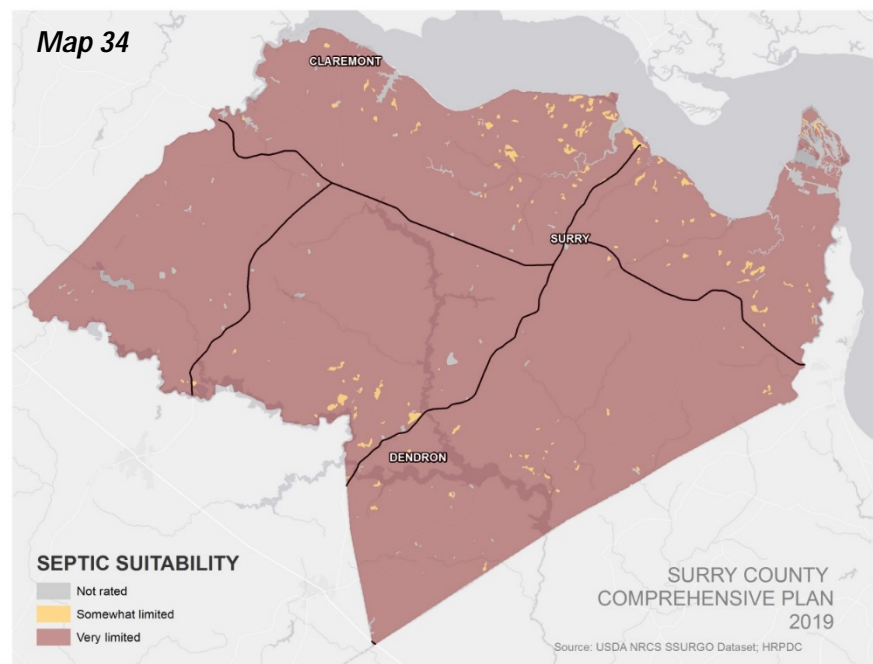 Map 34
CLAREMONT
SURRY
DENDRON
SEPTIC SUITABILITY
Not rated
Somewhat limited
Very limited
SURRY COUNTY
COMPREHENSIVE PLAN
2019
Source: USDA NRCS SSURGO Dataset; HRPDC